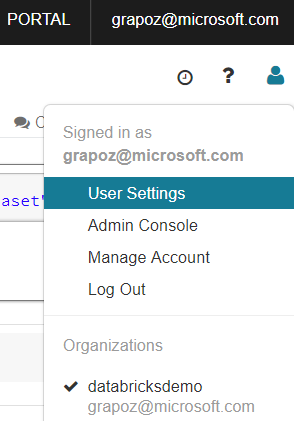 PORTAL grapoz@microsoft.com
?
C
Signed in as
grapoz@microsoft.com
aset"
User Settings
Admin Console
Manage Account
Log Out
Organizations
databricksdemo
grapoz@microsoft.com